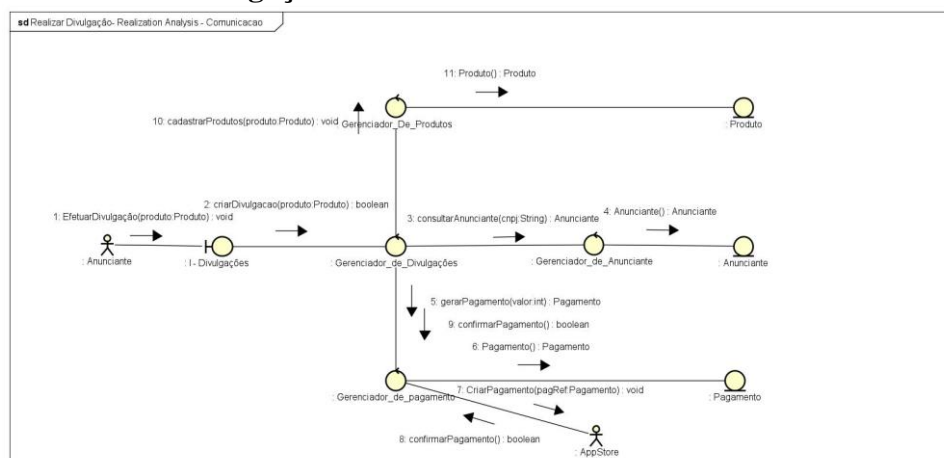 sd Realizar Divulgação- Realization Analysis - Comunicacao
11: Produto() : Produto
10: cadastrarProdutos(produto:Produto) : void
Gerenciador_De_Produtos
: Produto
2: criarDivulgacao(produto:Produto) : boolean
1: EfetuarDivulgação(produto:Produto) : void
3: consultarAnunciante(cnpj:String) : Anunciante
4: Anunciante() : Anunciante
: Anunciante
: I - Divulgações
: Gerenciador_de_Divulgações
: Gerenciador_de_Anunciante
: Anunciante
5: gerarPagamento(valor:int) : Pagamento
9: confirmarPagamento() : boolean
6: Pagamento() : Pagamento
7: CriarPagamento(pagRef:Pagamento) : void
: Gerenciador_de_pagamento
: Pagamento
8: confirmarPagamento() : boolean
: AppStore